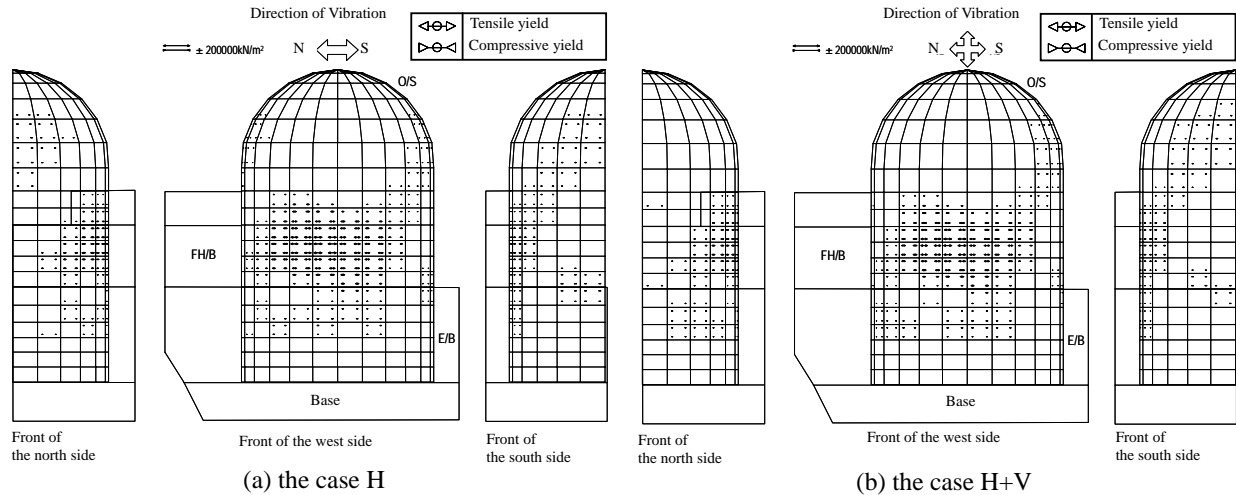 Direction of Vibration
± 200000kN/m²
N
S
Tensile yield
Compressive yield
O/S
FH/B
E/B
Base
Front of
the north side
Front of the west side
Front of
the south side
(a) the case H
Direction of Vibration
± 200000kN/m²
N
S
Tensile yield
Compressive yield
O/S
FH/B
E/B
Base
Front of
the north side
Front of the west side
Front of
the south side
(b) the case H+V